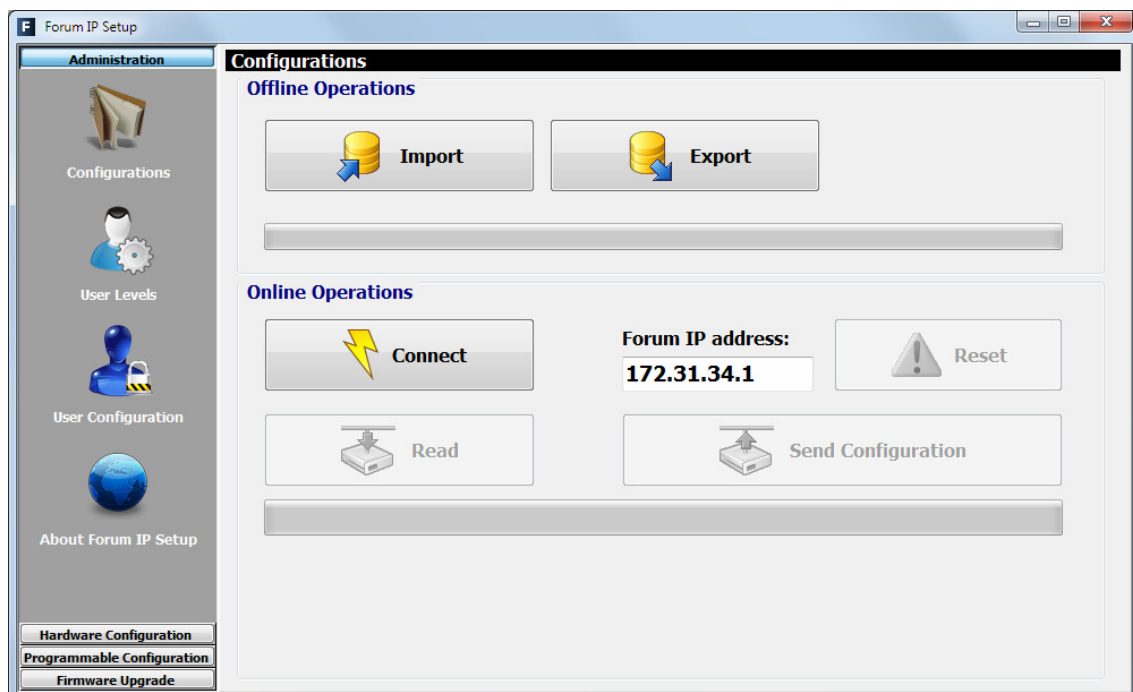 F Forum IP Setup
Administration
Configurations
User Levels
User Configuration
About Forum IP Setup
Hardware Configuration
Programmable Configuration
Firmware Upgrade
Configurations
Offline Operations
Import
Export
Online Operations
Connect
Forum IP address:
172.31.34.1
Reset
Read
Send Configuration